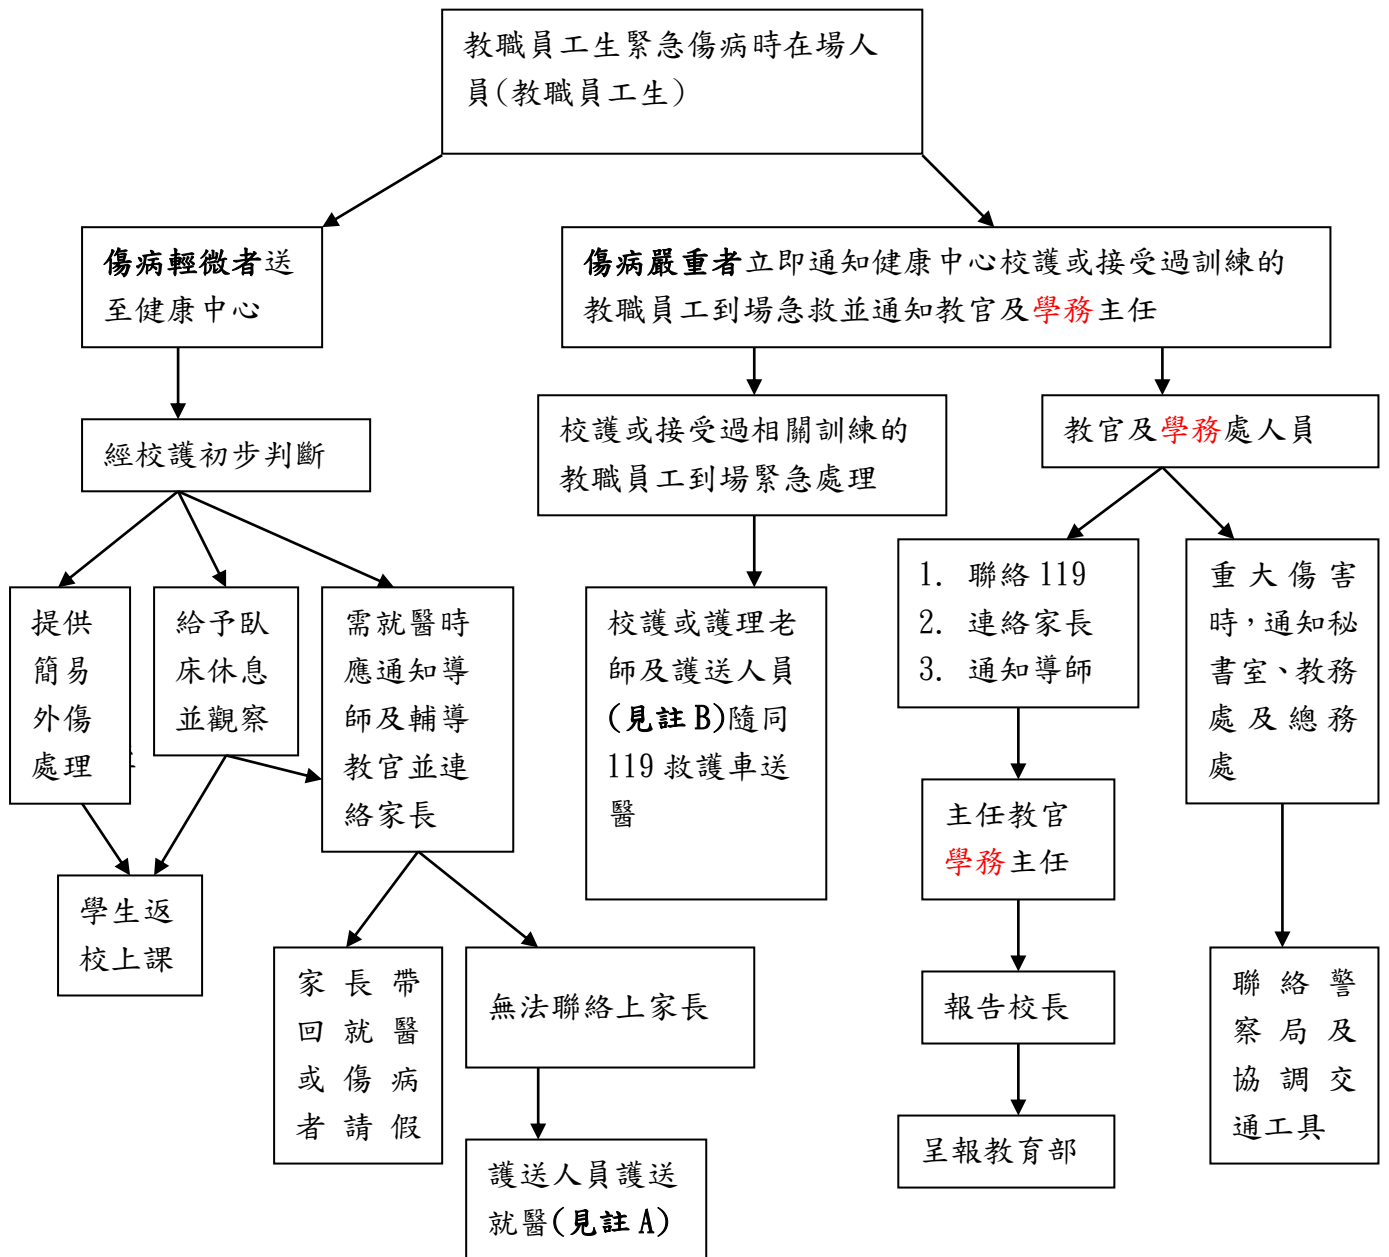 教職員工生緊急傷病時在場人
員(教職員工生)
傷病輕微者送
至健康中心
傷病嚴重者立即通知健康中心校護或接受過訓練的
教職員工到場急救並通知教官及學務主任
經校護初步判斷
校護或接受過相關訓練的
教職員工到場緊急處理
教官及學務處人員
提供
簡易
外傷
處理
給予臥
床休息
並觀察
需就醫時
應通知導
師及輔導
教官並連
絡家長
校護或護理老
師及護送人員
(見註B)隨同
119救護車送
醫
1. 聯絡119
2. 連絡家長
3. 通知導師
重大傷害
時，通知秘
書室、教務
處及總務
處
主任教官
學務主任
學生返
校上課
家長帶
回就醫
或傷病
者請假
無法聯絡上家長
報告校長
聯絡警
察局及
協調交
通工具
護送人員護送
就醫(見註A)
呈報教育部